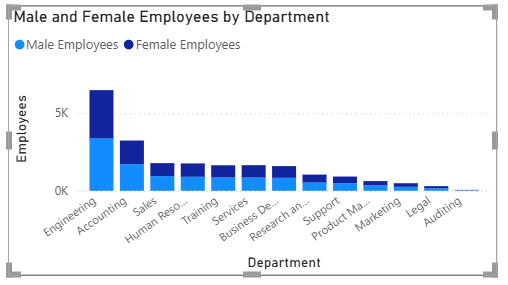 Male and Female Employees by Department
Male Employees Female Employees
Employees
5K
0K
Engineering
Accounting
Sales
Human Reso...
Training
Services
Business De...
Research an...
Support
Product Ma...
Marketing
Legal
Auditing
Department